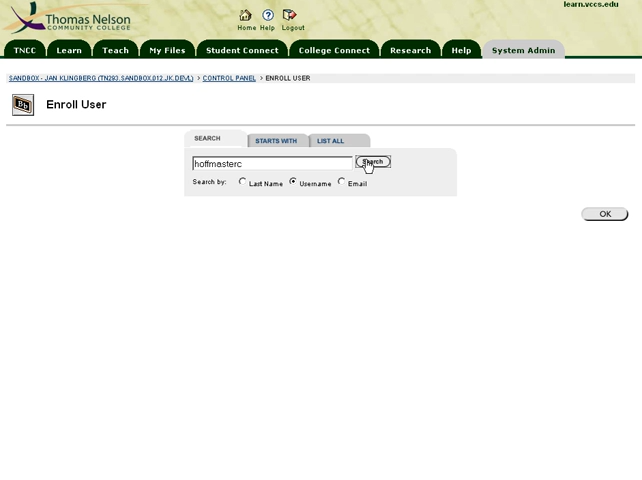 learn.vccs.edu
Thomas Nelson
COMMUNITY COLLEGE
Home Help Logout
TNCC Learn Teach My Files Student Connect College Connect Research Help System Admin
SANDBOX - JAN KLINGBERG (TN293.SANDBOX.012.JK.DEVL) > CONTROL PANEL > ENROLL USER
Bb Enroll User
SEARCH STARTS WITH LIST ALL
hoffmasterc Search
Search by: Last Name Username Email
OK